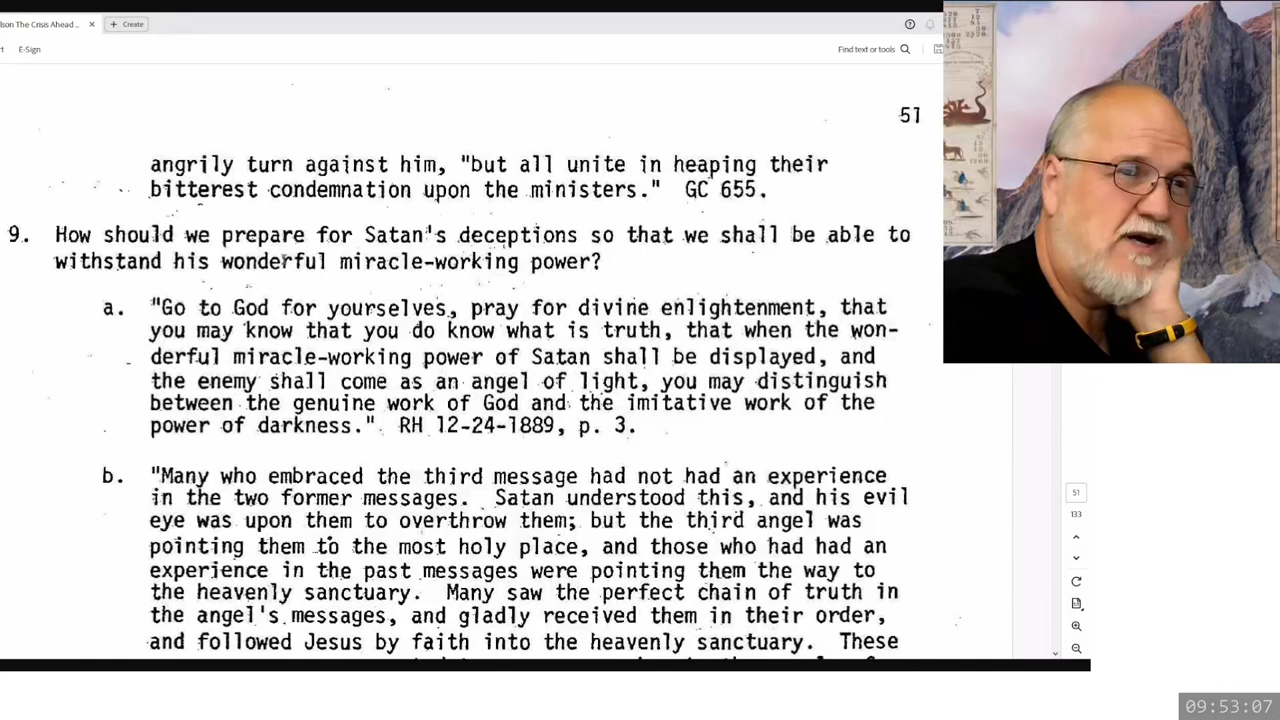 lson The Crisis Ahead ..
Create
E-Sign
Find text or tools
51
angrily turn against him, "but all unite in heaping their
bitterest condemnation upon the ministers." GC 655.
9. How should we prepare for Satan's deceptions so that we shall be able to
withstand his wonderful miracle-working power?
a. "Go to God for yourselves, pray for divine enlightenment, that
you may know that you do know what is truth, that when the won-
derful miracle-working power of Satan shall be displayed, and
the enemy shall come as an angel of light, you may distinguish
between the genuine work of God and the imitative work of the
power of darkness." RH 12-24-1889, p. 3.
b. "Many who embraced the third message had not had an experience
in the two former messages. Satan understood this, and his evil
eye was upon them to overthrow them; but the third angel was
pointing them to the most holy place, and those who had had an
experience in the past messages were pointing them the way to
the heavenly sanctuary. Many saw the perfect chain of truth in
the angel's messages, and gladly received them in their order,
and followed Jesus by faith into the heavenly sanctuary. These
51
133
09:53:07